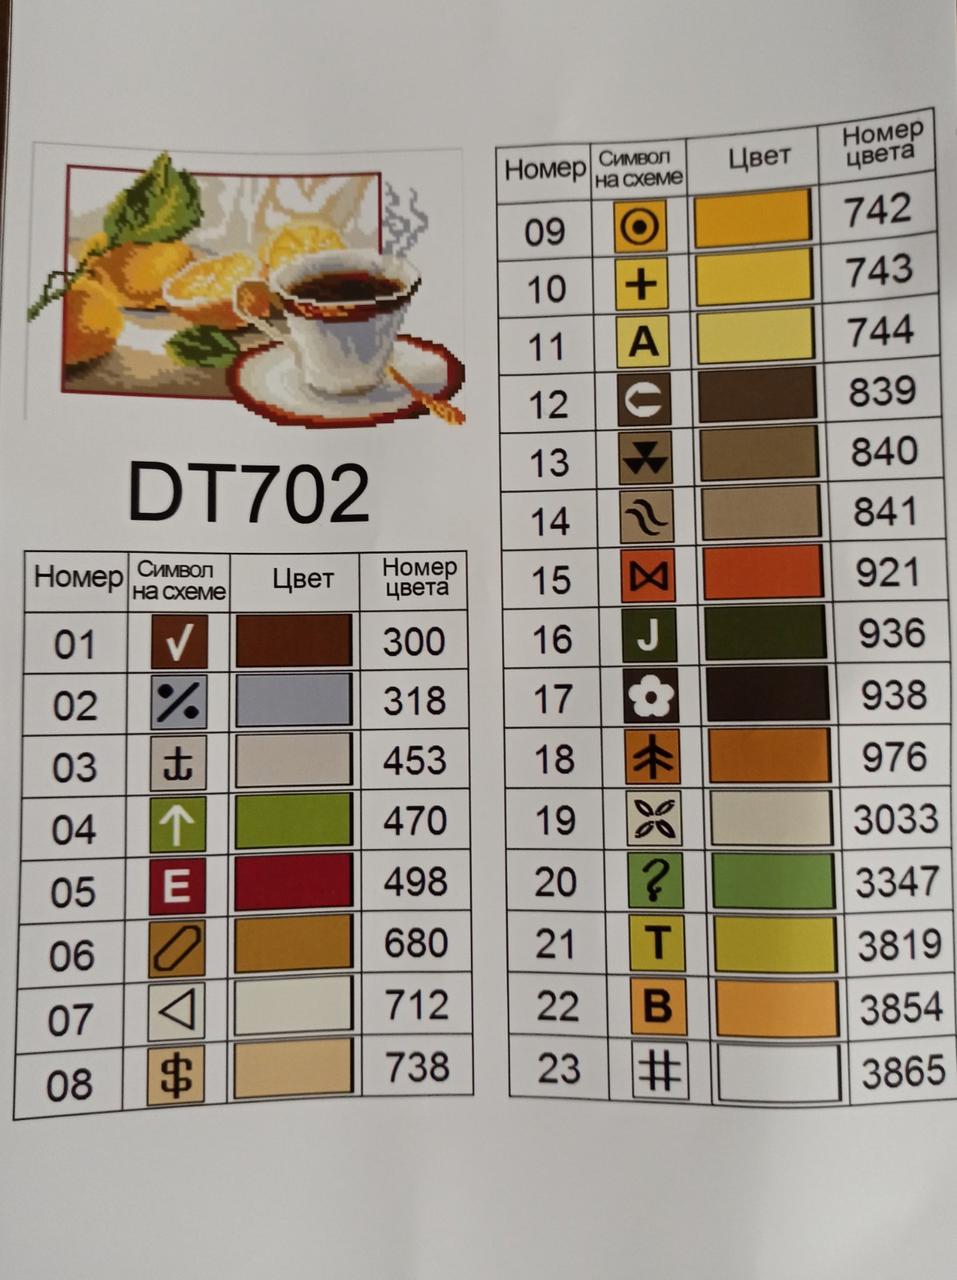 DT702
Номер Символ на схеме Цвет Номер цвета
01 √ 300
02 % 318
03 453
04 ↑ 470
05 E 498
06 680
07 712
08 $ 738
Номер Символ на схеме Цвет Номер цвета
09 742
10 + 743
11 A 744
12 839
13 840
14 841
15 921
16 J 936
17 938
18 976
19 3033
20 ? 3347
21 T 3819
22 B 3854
23 # 3865